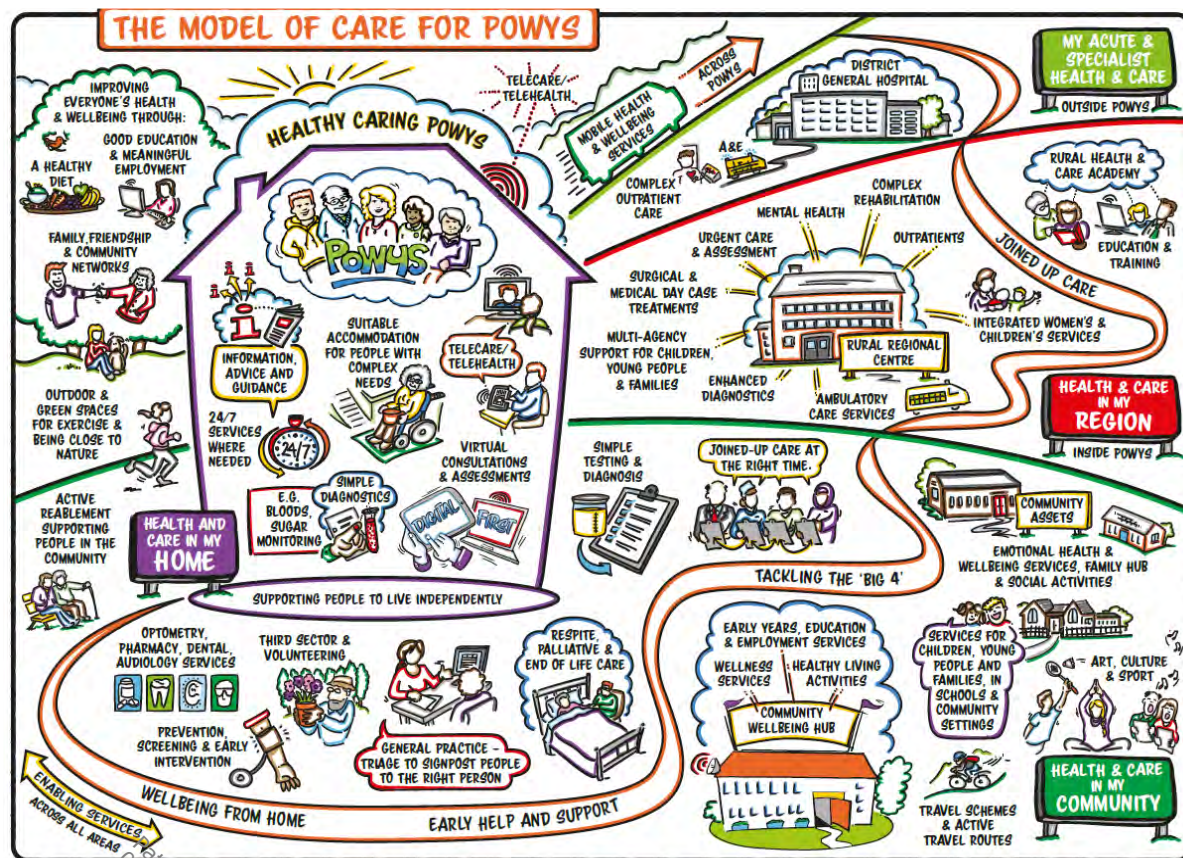 THE MODEL OF CARE FOR POWYS
IMPROVING
EVERYONE'S HEALTH
& WELLBEING THROUGH:
A HEALTHY
DIET
GOOD EDUCATION
& MEANINGFUL
EMPLOYMENT
FAMILY, FRIENDSHIP
& COMMUNITY
NETWORKS
OUTDOOR &
GREEN SPACES
FOR EXERCISE &
BEING CLOSE TO
NATURE
ACTIVE
REABLEMENT
SUPPORTING
PEOPLE IN THE
COMMUNITY
HEALTHY CARING POWYS
TELECARE/
TELEHEALTH
POWYS
i i i
i
INFORMATION,
ADVICE AND
GUIDANCE
SUITABLE
ACCOMMODATION
FOR PEOPLE WITH
COMPLEX
NEEDS
TELECARE/
TELEHEALTH
24/7
SERVICES
WHERE
NEEDED
24/7
E.G.
BLOODS,
SUGAR
MONITORING
SIMPLE
DIAGNOSTICS
VIRTUAL
CONSULTATIONS
& ASSESSMENTS
DIGITAL
FIRST
HEALTH AND
CARE IN MY
HOME
SUPPORTING PEOPLE TO LIVE INDEPENDENTLY
MOBILE HEALTH
& WELLBEING
SERVICES
ACROSS
POWYS
DISTRICT
GENERAL HOSPITAL
A&E
COMPLEX
OUTPATIENT
CARE
MY ACUTE &
SPECIALIST
HEALTH & CARE
OUTSIDE POWYS
RURAL HEALTH &
CARE ACADEMY
EDUCATION &
TRAINING
JOINED UP CARE
MENTAL HEALTH
COMPLEX
REHABILITATION
URGENT CARE
& ASSESSMENT
OUTPATIENTS
SURGICAL &
MEDICAL DAY CASE
TREATMENTS
MULTI-AGENCY
SUPPORT FOR CHILDREN,
YOUNG PEOPLE
& FAMILIES
RURAL REGIONAL
CENTRE
INTEGRATED WOMEN'S &
CHILDREN'S SERVICES
ENHANCED
DIAGNOSTICS
AMBULATORY
CARE SERVICES
HEALTH & CARE
IN MY
REGION
INSIDE POWYS
SIMPLE
TESTING &
DIAGNOSIS
JOINED-UP CARE AT
THE RIGHT TIME.
COMMUNITY
ASSETS
EMOTIONAL HEALTH &
WELLBEING SERVICES, FAMILY HUB
& SOCIAL ACTIVITIES
TACKLING THE 'BIG 4'
OPTOMETRY,
PHARMACY, DENTAL,
AUDIOLOGY SERVICES
THIRD SECTOR &
VOLUNTEERING
PREVENTION,
SCREENING & EARLY
INTERVENTION
GENERAL PRACTICE -
TRIAGE TO SIGNPOST PEOPLE
TO THE RIGHT PERSON
RESPITE,
PALLIATIVE &
END OF LIFE CARE
EARLY YEARS, EDUCATION
& EMPLOYMENT SERVICES
WELLNESS
SERVICES
HEALTHY LIVING
ACTIVITIES
COMMUNITY
WELLBEING HUB
SERVICES FOR
CHILDREN, YOUNG
PEOPLE AND
FAMILIES, IN
SCHOOLS &
COMMUNITY
SETTINGS
ART, CULTURE
& SPORT
TRAVEL SCHEMES
& ACTIVE
TRAVEL ROUTES
HEALTH & CARE
IN MY
COMMUNITY
WELLBEING FROM HOME
EARLY HELP AND SUPPORT
ENABLING SERVICES
ACROSS ALL AREAS